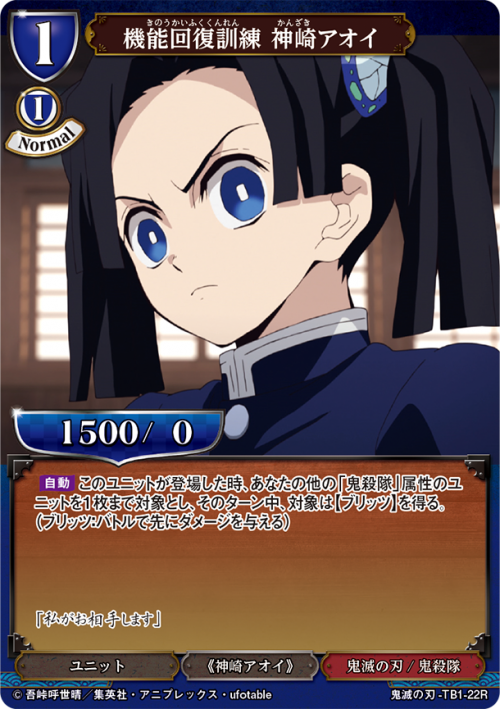 きのうかいふくくんれん かんざき
機能回復訓練 神崎アオイ
1
1
Normal
1500/ 0
自動 このユニットが登場した時、あなたの他の「鬼殺隊」属性のユ
ニットを1枚まで対象とし、そのターン中、対象は【ブリッツ】を得る。
(ブリッツ:バトルで先にダメージを与える)
「私がお相手します」
ユニット
《神崎アオイ》
鬼滅の刃 / 鬼殺隊
© 吾峠呼世晴/集英社・アニプレックス・ufotable
鬼滅の刃 -TB1-22R